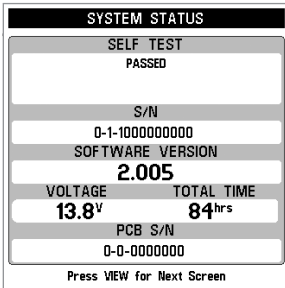 SYSTEM STATUS
SELF TEST
PASSED
S/N
0-1-1000000000
SOFTWARE VERSION
2.005
VOLTAGE TOTAL TIME
13.8V 84hrs
PCB S/N
0-0-0000000
Press VIEW for Next Screen